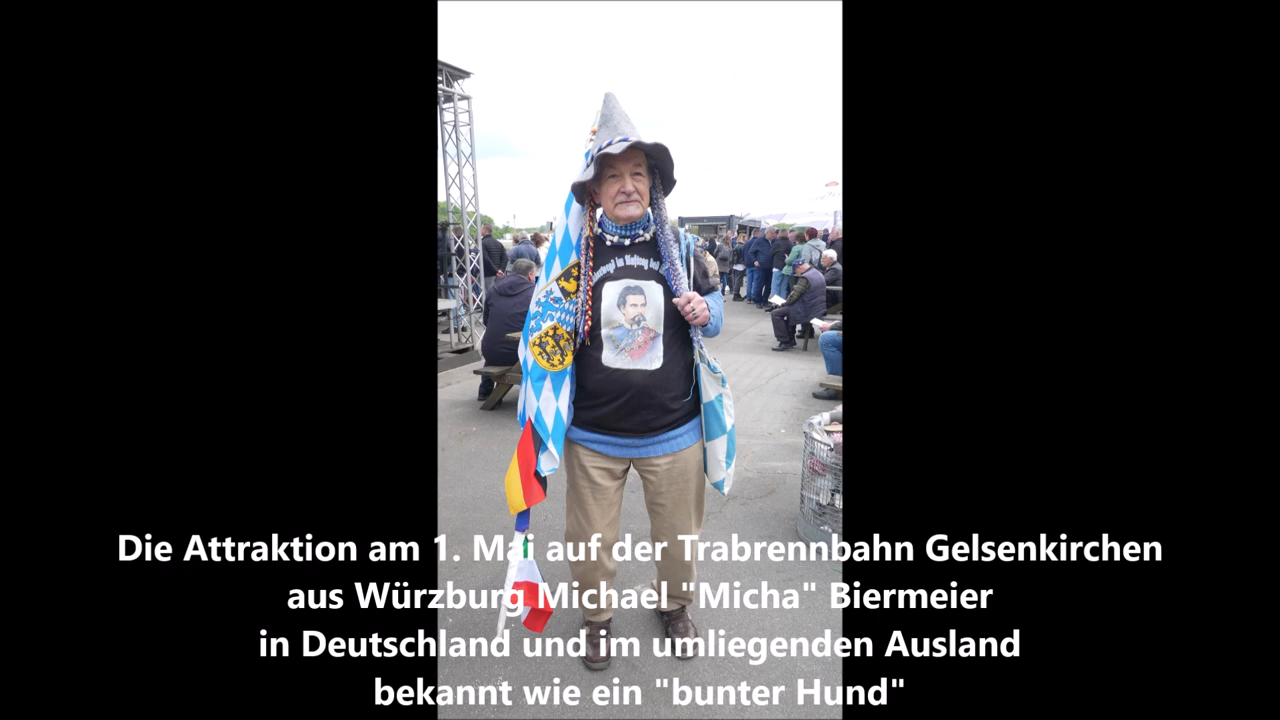 Die Attraktion am 1. Mai auf der Trabrennbahn Gelsenkirchen
aus Würzburg Michael "Micha" Biermeier
in Deutschland und im umliegenden Ausland
bekannt wie ein "bunter Hund"